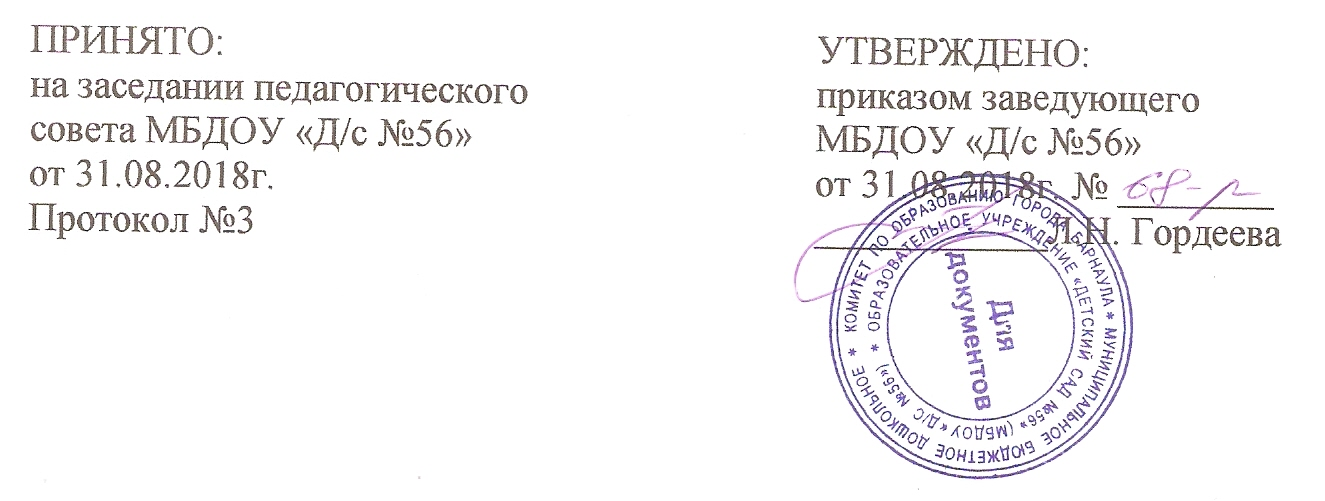 ПРИНЯТО:
на заседании педагогического
совета МБДОУ «Д/с №56»
от 31.08.2018г.
Протокол №3
УТВЕРЖДЕНО:
приказом заведующего
МБДОУ «Д/с №56»
от 31.08.2018г. № 68-р
Л.Н. Гордеева
* КОМИТЕТ ПО ОБРАЗОВАНИЮ ГОРОДА БАРНАУЛА * МУНИЦИПАЛЬНОЕ БЮДЖЕТНОЕ ДОШКОЛЬНОЕ
* ОБРАЗОВАТЕЛЬНОЕ УЧРЕЖДЕНИЕ «ДЕТСКИЙ САД №56» (МБДОУ «Д/С №56»)
Для
документов